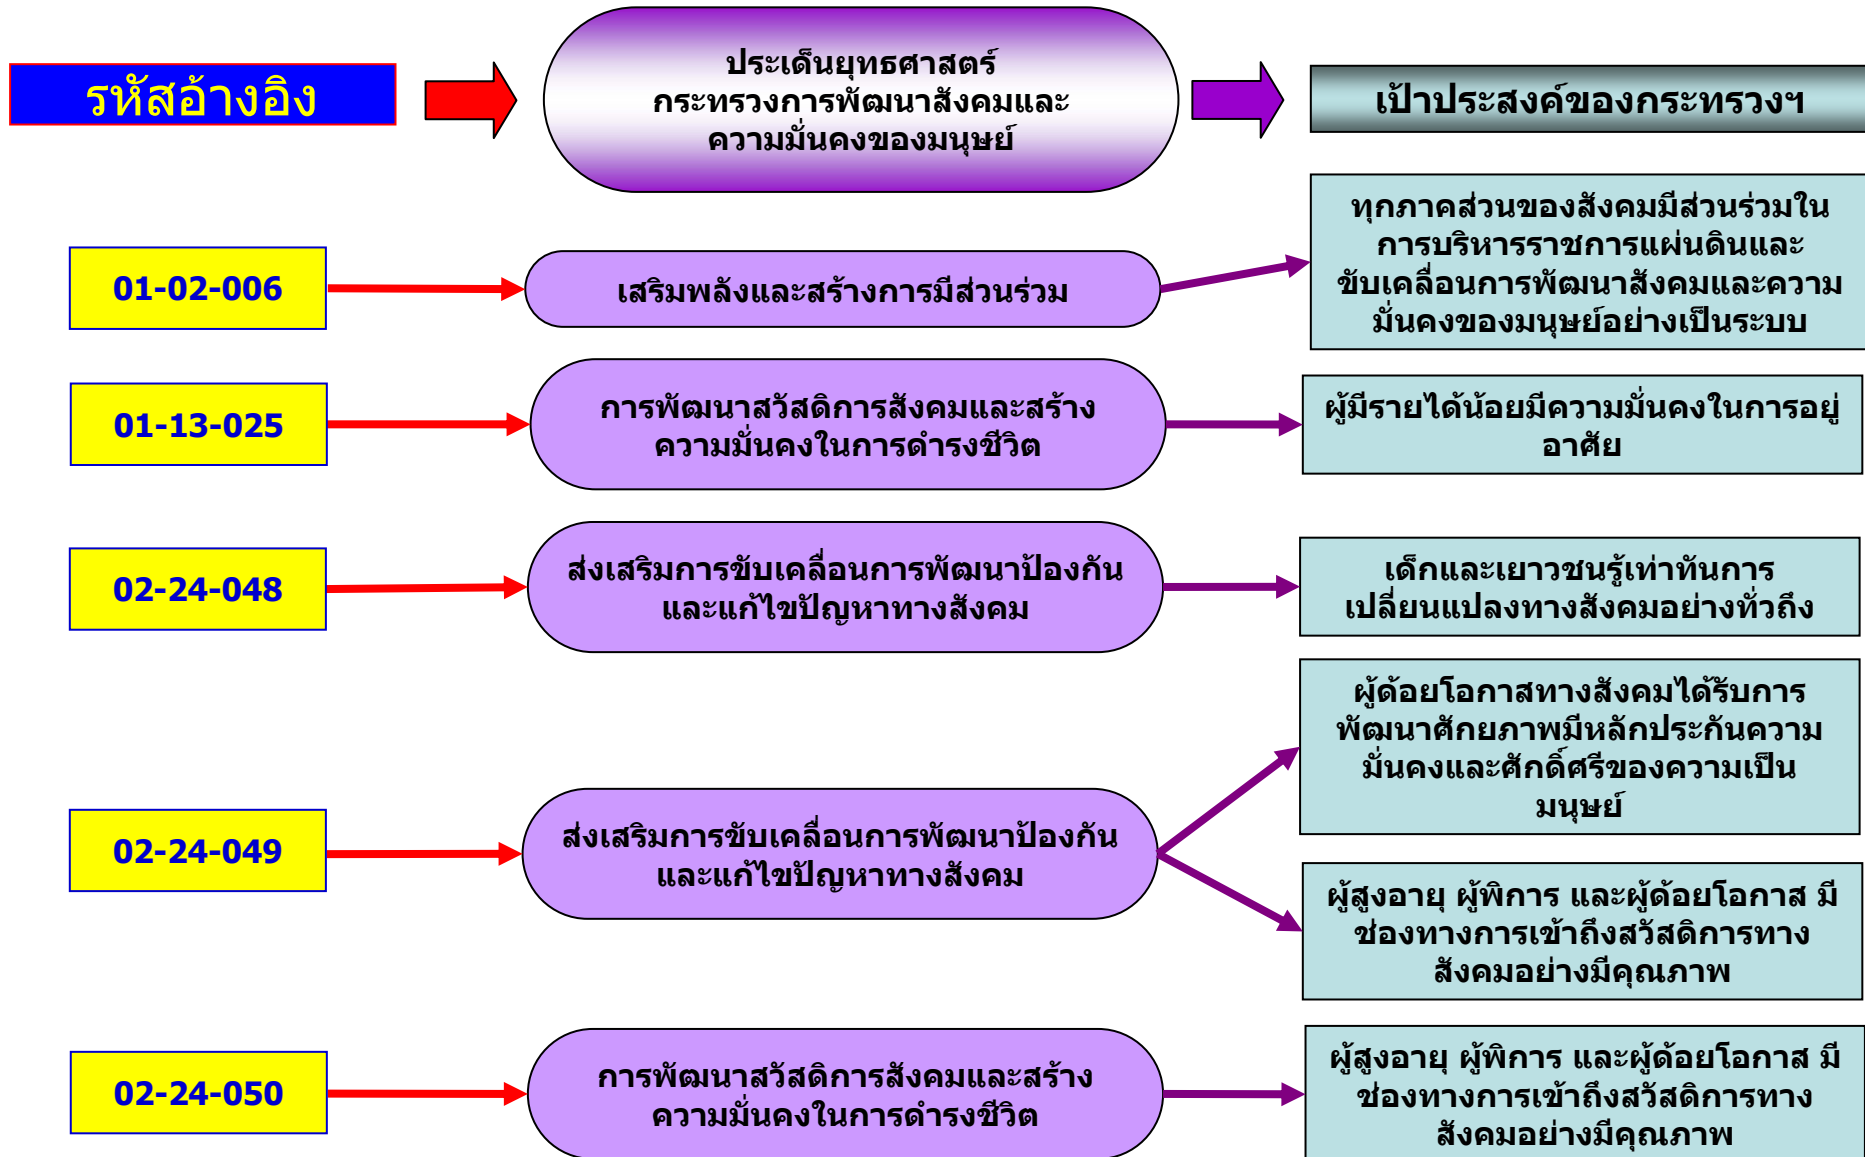 รหัสอ้างอิง
ประเด็นยุทธศาสตร์
กระทรวงการพัฒนาสังคมและ
ความมั่นคงของมนุษย์
เป้าประสงค์ของกระทรวงฯ
01-02-006
เสริมพลังและสร้างการมีส่วนร่วม
ทุกภาคส่วนของสังคมมีส่วนร่วมใน
การบริหารราชการแผ่นดินและ
ขับเคลื่อนการพัฒนาสังคมและความ
มั่นคงของมนุษย์อย่างเป็นระบบ
01-13-025
การพัฒนาสวัสดิการสังคมและสร้าง
ความมั่นคงในการดำรงชีวิต
ผู้มีรายได้น้อยมีความมั่นคงในการอยู่
อาศัย
02-24-048
ส่งเสริมการขับเคลื่อนการพัฒนาป้องกัน
และแก้ไขปัญหาทางสังคม
เด็กและเยาวชนรู้เท่าทันการ
เปลี่ยนแปลงทางสังคมอย่างทั่วถึง
02-24-049
ส่งเสริมการขับเคลื่อนการพัฒนาป้องกัน
และแก้ไขปัญหาทางสังคม
ผู้ด้อยโอกาสทางสังคมได้รับการ
พัฒนาศักยภาพมีหลักประกันความ
มั่นคงและศักดิ์ศรีของความเป็น
มนุษย์
ผู้สูงอายุ ผู้พิการ และผู้ด้อยโอกาส มี
ช่องทางการเข้าถึงสวัสดิการทาง
สังคมอย่างมีคุณภาพ
02-24-050
การพัฒนาสวัสดิการสังคมและสร้าง
ความมั่นคงในการดำรงชีวิต
ผู้สูงอายุ ผู้พิการ และผู้ด้อยโอกาส มี
ช่องทางการเข้าถึงสวัสดิการทาง
สังคมอย่างมีคุณภาพ